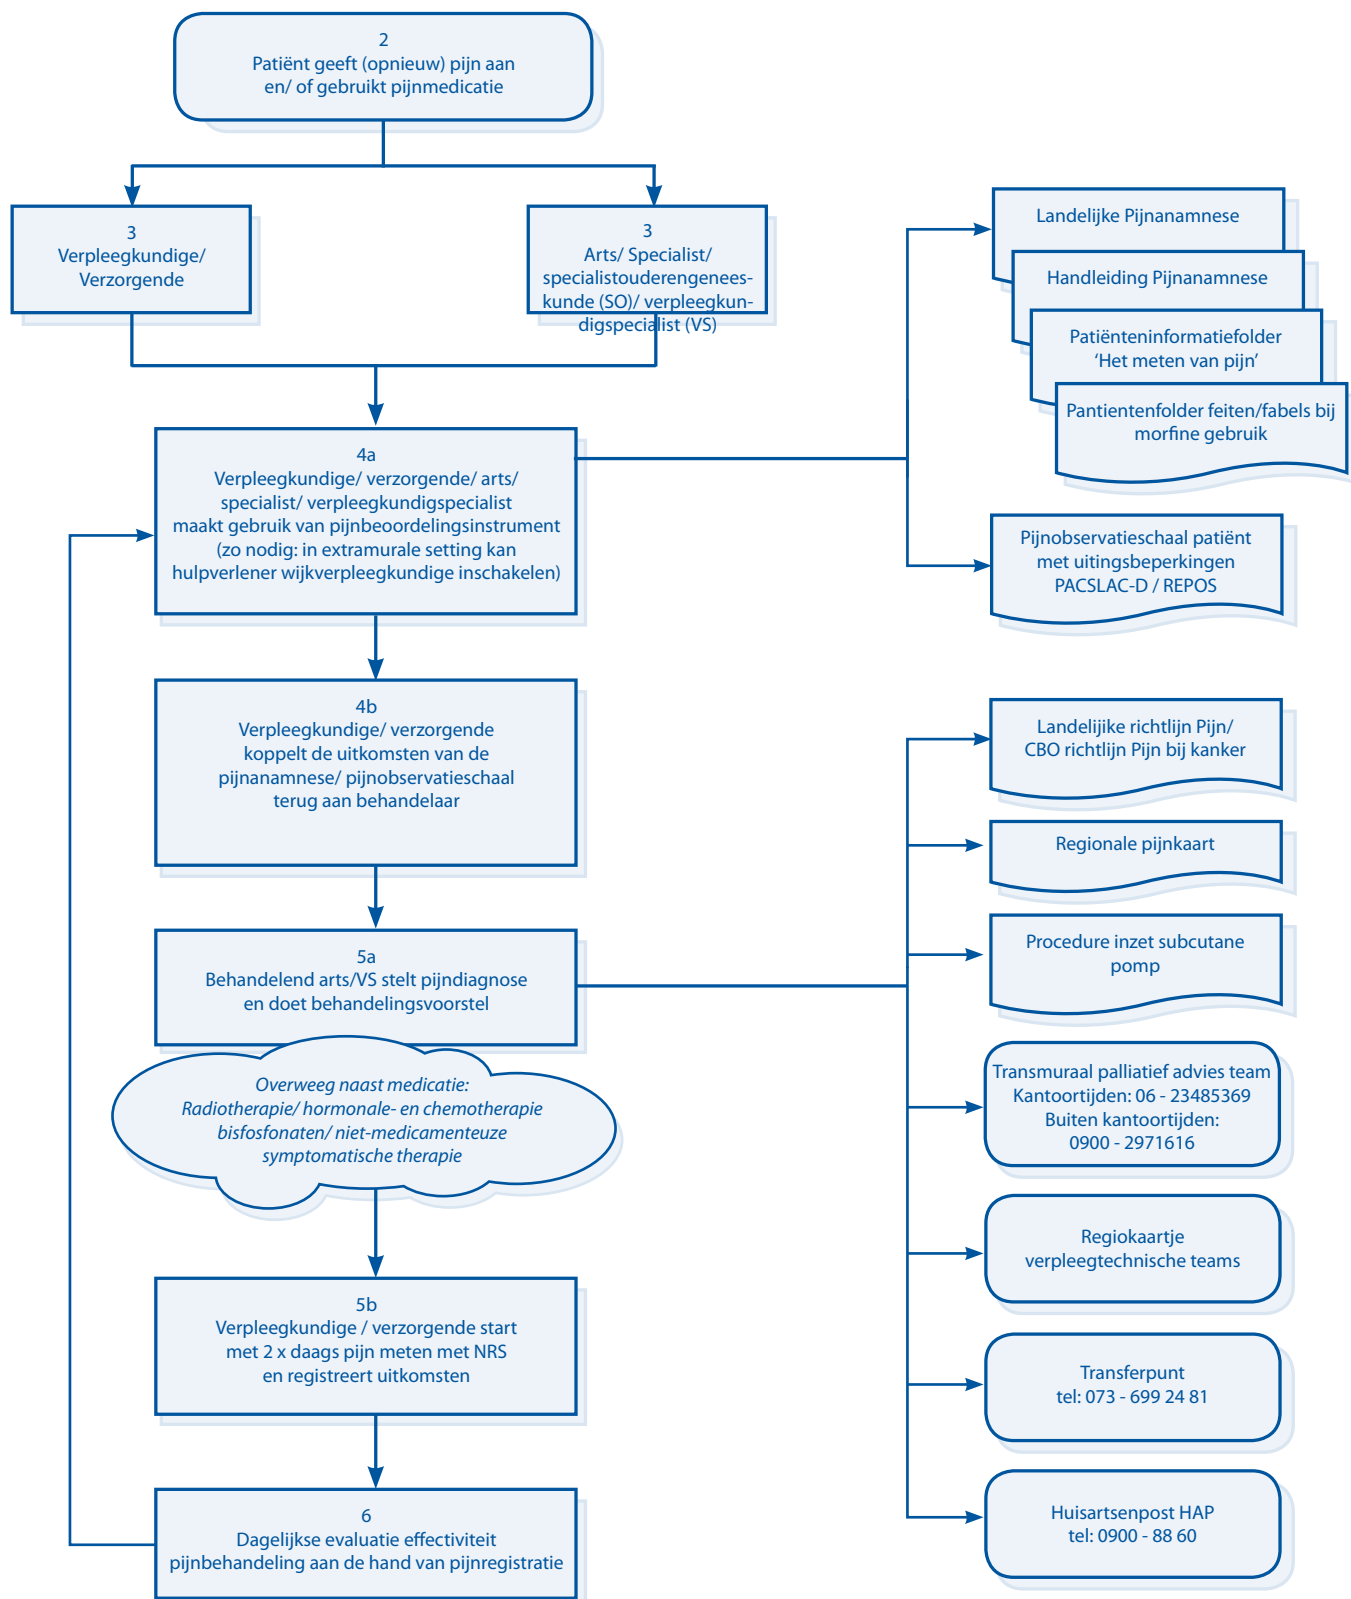 2
Patiënt geeft (opnieuw) pijn aan
en/ of gebruikt pijnmedicatie
3
Verpleegkundige/
Verzorgende
3
Arts/ Specialist/
specialistouderengenees-
kunde (SO)/ verpleegkun-
digspecialist (VS)
Landelijke Pijnanamnese
Handleiding Pijnanamnese
Patiënteninformatiefolder
‘Het meten van pijn’
Pantientenfolder feiten/fabels bij
morfine gebruik
4a
Verpleegkundige/ verzorgende/ arts/
specialist/ verpleegkundigspecialist
maakt gebruik van pijnbeoordelingsinstrument
(zo nodig: in extramurale setting kan
hulpverlener wijkverpleegkundige inschakelen)
Pijnobservatieschaal patiënt
met uitingsbeperkingen
PACSLAC-D / REPOS
4b
Verpleegkundige/ verzorgende
koppelt de uitkomsten van de
pijnanamnese/ pijnobservatieschaal
terug aan behandelaar
Landelijke richtlijn Pijn/
CBO richtlijn Pijn bij kanker
Regionale pijnkaart
5a
Behandelend arts/VS stelt pijndiagnose
en doet behandelingsvoorstel
Procedure inzet subcutane
pomp
Overweeg naast medicatie:
Radiotherapie/ hormonale- en chemotherapie
bisfosfonaten/ niet-medicamenteuze
symptomatische therapie
Transmuraal palliatief advies team
Kantoortijden: 06 - 23485369
Buiten kantoortijden:
0900 - 2971616
Regiokaartje
verpleegtechnische teams
5b
Verpleegkundige / verzorgende start
met 2 x daags pijn meten met NRS
en registreert uitkomsten
Transferpunt
tel: 073 - 699 24 81
6
Dagelijkse evaluatie effectiviteit
pijnbehandeling aan de hand van pijnregistratie
Huisartsenpost HAP
tel: 0900 - 88 60